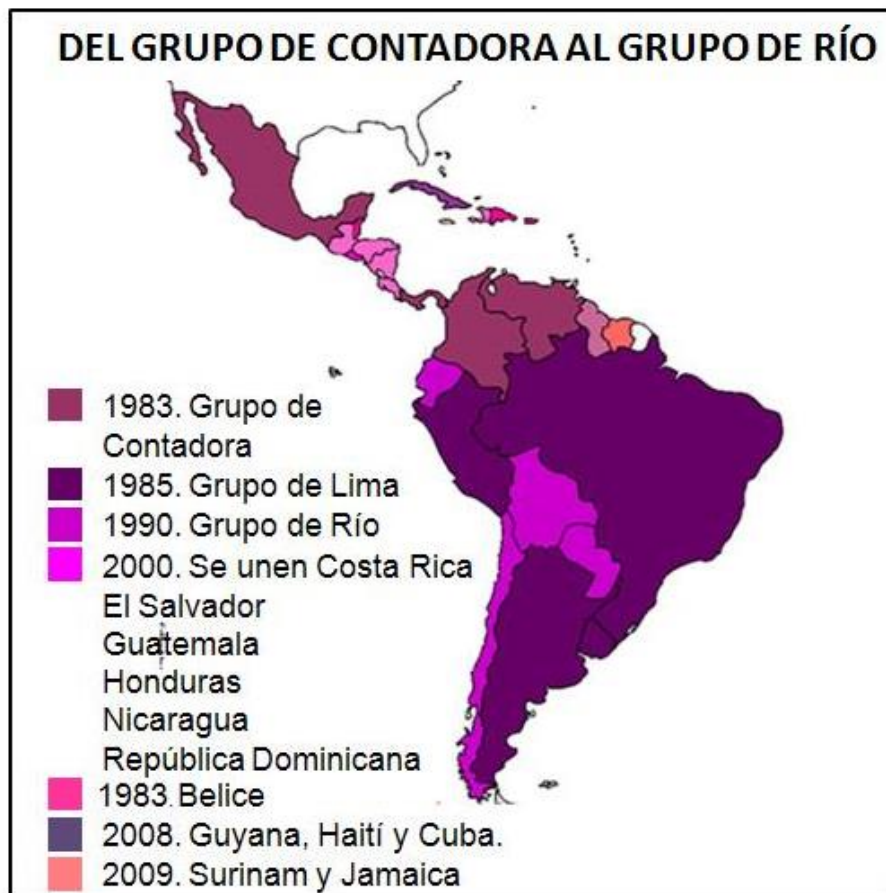 DEL GRUPO DE CONTADORA AL GRUPO DE RÍO
1983. Grupo de
Contadora
1985. Grupo de Lima
1990. Grupo de Río
2000. Se unen Costa Rica
El Salvador
Guatemala
Honduras
Nicaragua
República Dominicana
1983. Belice
2008. Guyana, Haití y Cuba.
2009. Surinam y Jamaica